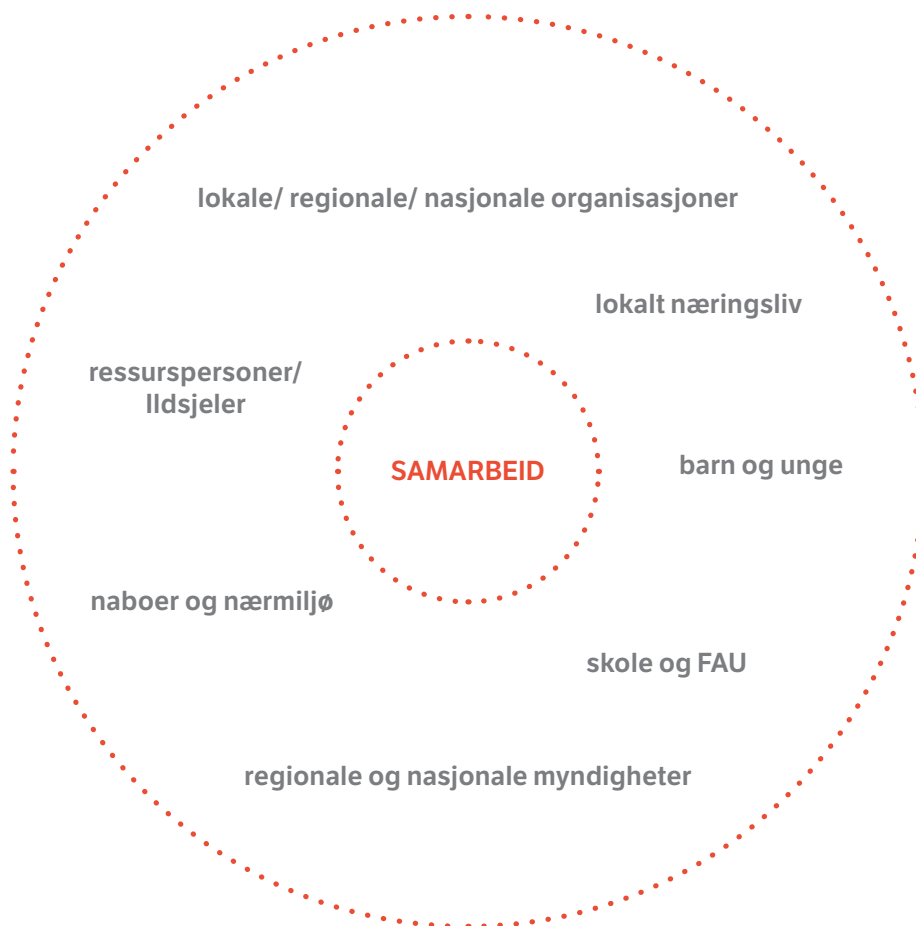 lokale/ regionale/ nasjonale organisasjoner
lokalt næringsliv
ressurspersoner/
Ildsjeler
SAMARBEID
barn og unge
naboer og nærmiljø
skole og FAU
regionale og nasjonale myndigheter